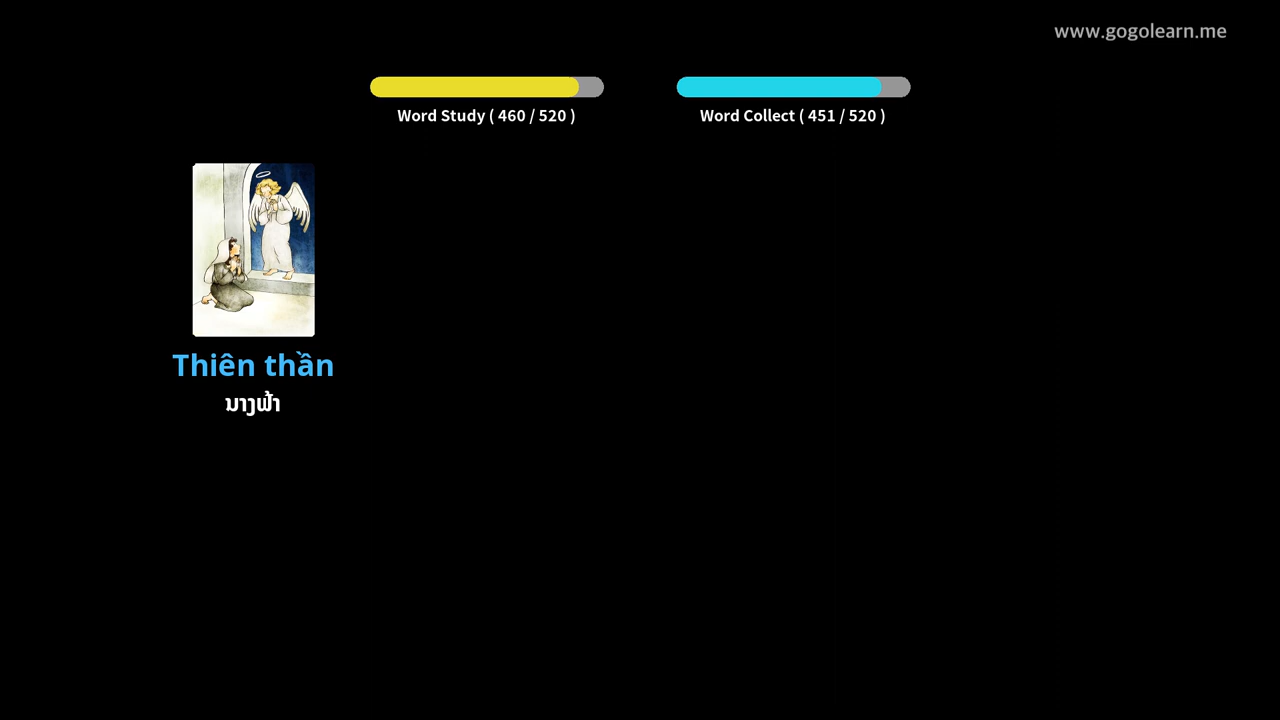 www.gogolearn.me
Word Study ( 460 / 520 )
Word Collect ( 451 / 520 )
Thiên thần
ນາງຟ້າ